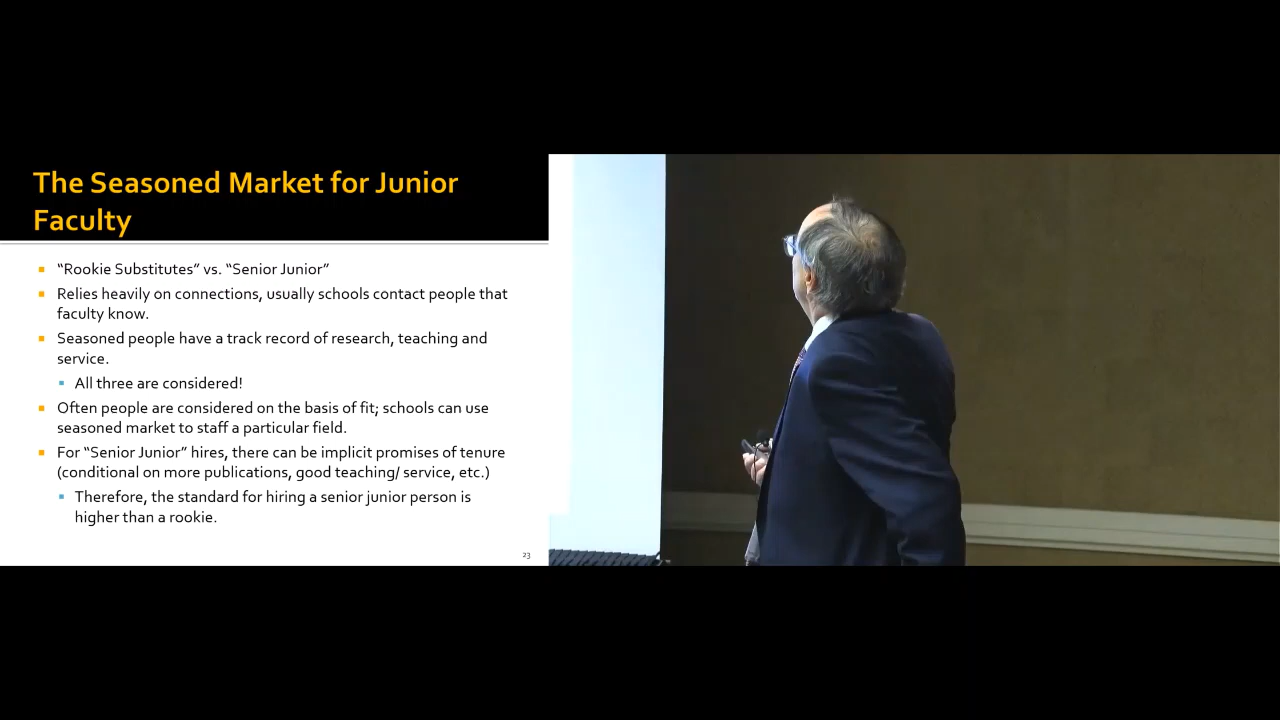 The Seasoned Market for Junior
Faculty
“Rookie Substitutes” vs. “Senior Junior”
Relies heavily on connections, usually schools contact people that
faculty know.
Seasoned people have a track record of research, teaching and
service.
All three are considered!
Often people are considered on the basis of fit; schools can use
seasoned market to staff a particular field.
For “Senior Junior” hires, there can be implicit promises of tenure
(conditional on more publications, good teaching/ service, etc.)
Therefore, the standard for hiring a senior junior person is
higher than a rookie.
23